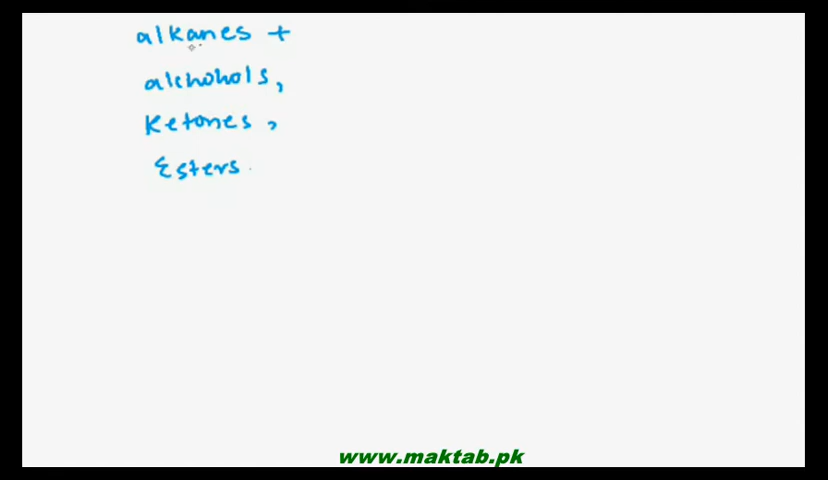 alkanes +
alchohols,
Ketones,
Esters
www.maktab.pk